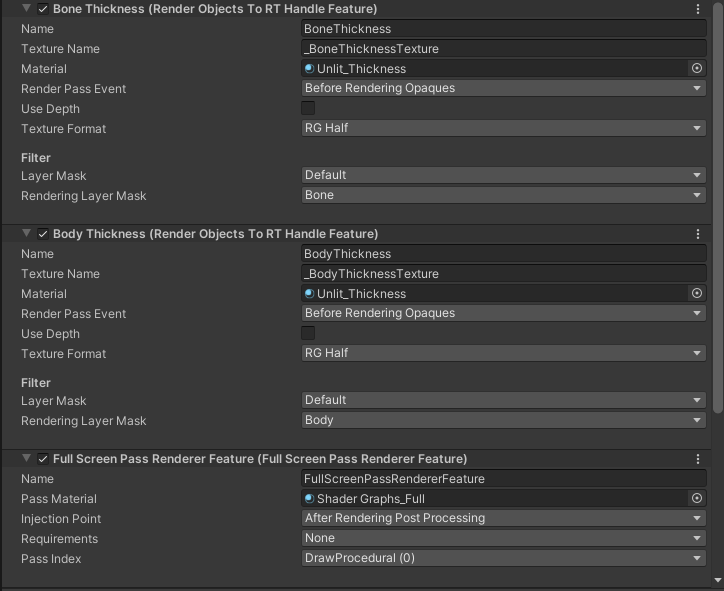 Bone Thickness (Render Objects To RT Handle Feature)
Name BoneThickness
Texture Name _BoneThicknessTexture
Material Unlit_Thickness
Render Pass Event Before Rendering Opaques
Use Depth
Texture Format RG Half
Filter
Layer Mask Default
Rendering Layer Mask Bone
Body Thickness (Render Objects To RT Handle Feature)
Name BodyThickness
Texture Name _BodyThicknessTexture
Material Unlit_Thickness
Render Pass Event Before Rendering Opaques
Use Depth
Texture Format RG Half
Filter
Layer Mask Default
Rendering Layer Mask Body
Full Screen Pass Renderer Feature (Full Screen Pass Renderer Feature)
Name FullScreenPassRendererFeature
Pass Material Shader Graphs_Full
Injection Point After Rendering Post Processing
Requirements None
Pass Index DrawProcedural (0)